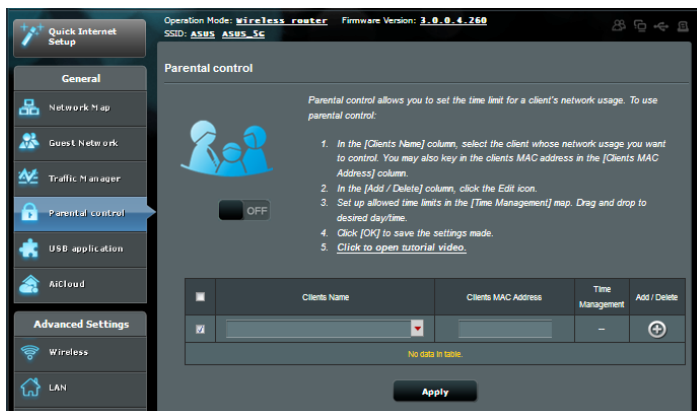 Quick Internet
Setup
Operation Mode: Wireless router Firmware Version: 3.0.0.4.260
SSID: ASUS ASUS_5G
General
Network Map
Guest Network
Traffic Manager
Parental control
USB application
AiCloud
Advanced Settings
Wireless
LAN
Parental control
Parental control allows you to set the time limit for a client's network usage. To use
parental control:
1. In the [Clients Name] column, select the client whose network usage you want
to control. You may also key in the clients MAC address in the [Clients MAC
Address] column.
2. In the [Add / Delete] column, click the Edit icon.
3. Set up allowed time limits in the [Time Management] map. Drag and drop to
desired day/time.
4. Click [OK] to save the settings made.
5. Click to open tutorial video.
OFF
Clients Name
Clients MAC Address
Time
Management
Add / Delete
–
No data in table.
Apply